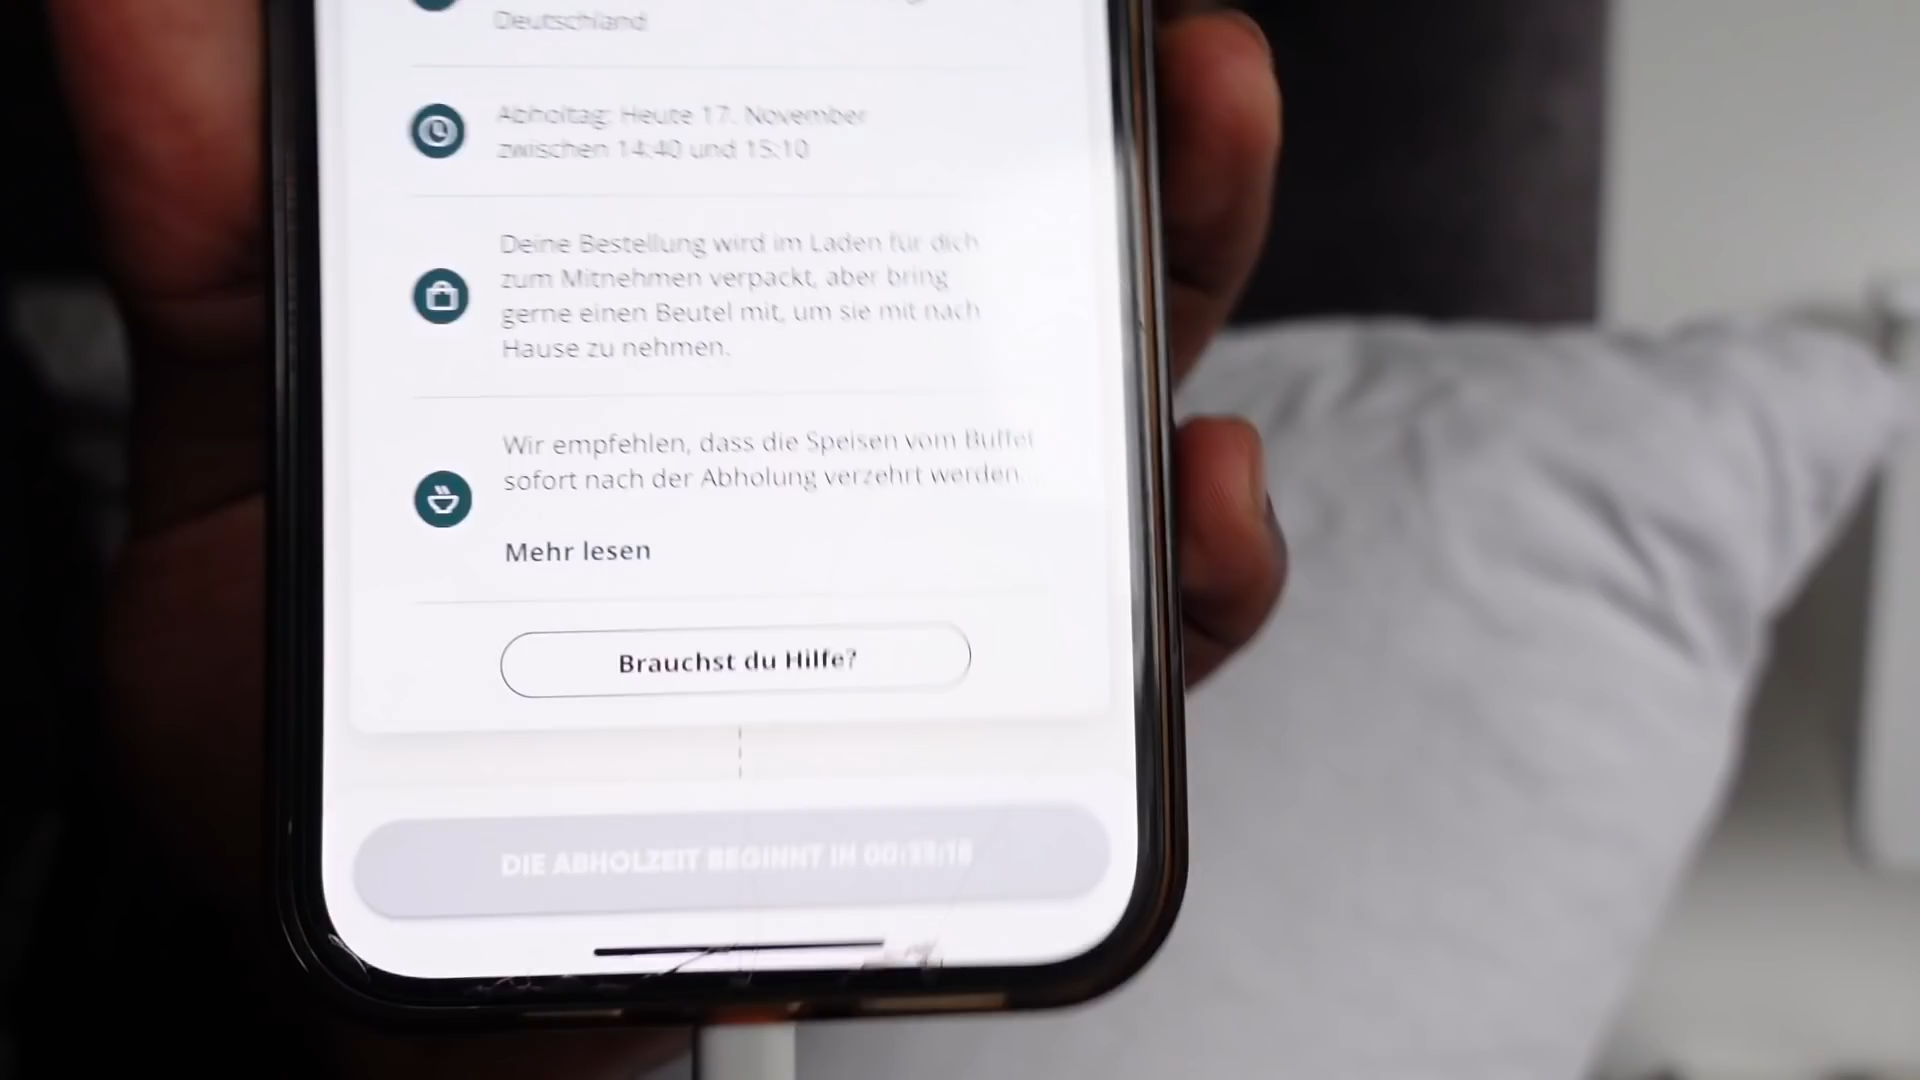 Deutschland
Abholtag: Heute 17. November
zwischen 14:40 und 15:10
Deine Bestellung wird im Laden für dich
zum Mitnehmen verpackt, aber bring
gerne einen Beutel mit, um sie mit nach
Hause zu nehmen.
Wir empfehlen, dass die Speisen vom Buffet
sofort nach der Abholung verzehrt werden...
Mehr lesen
Brauchst du Hilfe?
DIE ABHOLZEIT BEGINNT IN